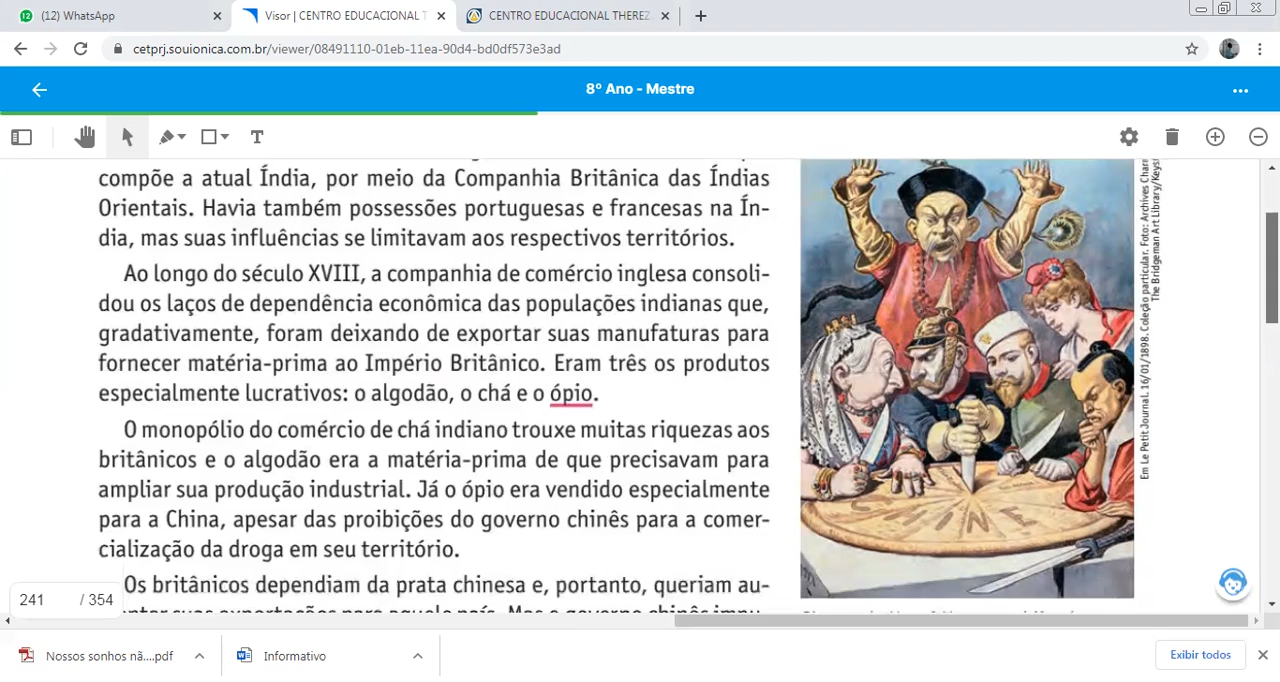 (12) WhatsApp
Visor | CENTRO EDUCACIONAL T
CENTRO EDUCACIONAL THEREZ
cetprj.souionica.com.br/viewer/08491110-01eb-11ea-90d4-bd0df573e3ad
8º Ano - Mestre
compõe a atual Índia, por meio da Companhia Britânica das Índias
Orientais. Havia também possessões portuguesas e francesas na Ín-
dia, mas suas influências se limitavam aos respectivos territórios.
Ao longo do século XVIII, a companhia de comércio inglesa consoli-
dou os laços de dependência econômica das populações indianas que,
gradativamente, foram deixando de exportar suas manufaturas para
fornecer matéria-prima ao Império Britânico. Eram três os produtos
especialmente lucrativos: o algodão, o chá e o ópio.
O monopólio do comércio de chá indiano trouxe muitas riquezas aos
britânicos e o algodão era a matéria-prima de que precisavam para
ampliar sua produção industrial. Já o ópio era vendido especialmente
para a China, apesar das proibições do governo chinês para a comer-
cialização da droga em seu território.
Os britânicos dependiam da prata chinesa e, portanto, queriam au-
CHINE
Em Le Petit Journal. 16/01/1898. Coleção particular. Foto: Archives Charm
The Bridgeman Art Library/Keys
241 / 354
Nossos sonhos nã....pdf
Informativo
Exibir todos